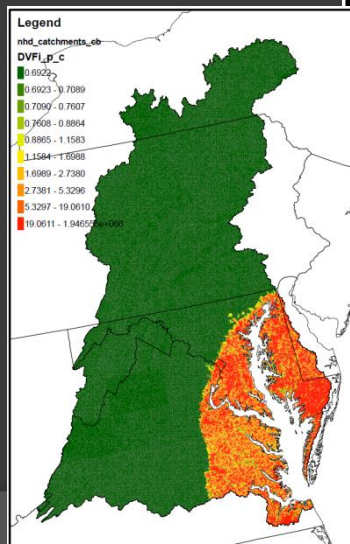 Legend
nhd_catchments_cb
DVFi_p_c
0.6922
0.6923 - 0.7089
0.7090 - 0.7607
0.7608 - 0.8864
0.8865 - 1.1583
1.1584 - 1.6988
1.6989 - 2.7380
2.7381 - 5.3296
5.3297 - 19.0610
19.0611 - 1.946555e+006